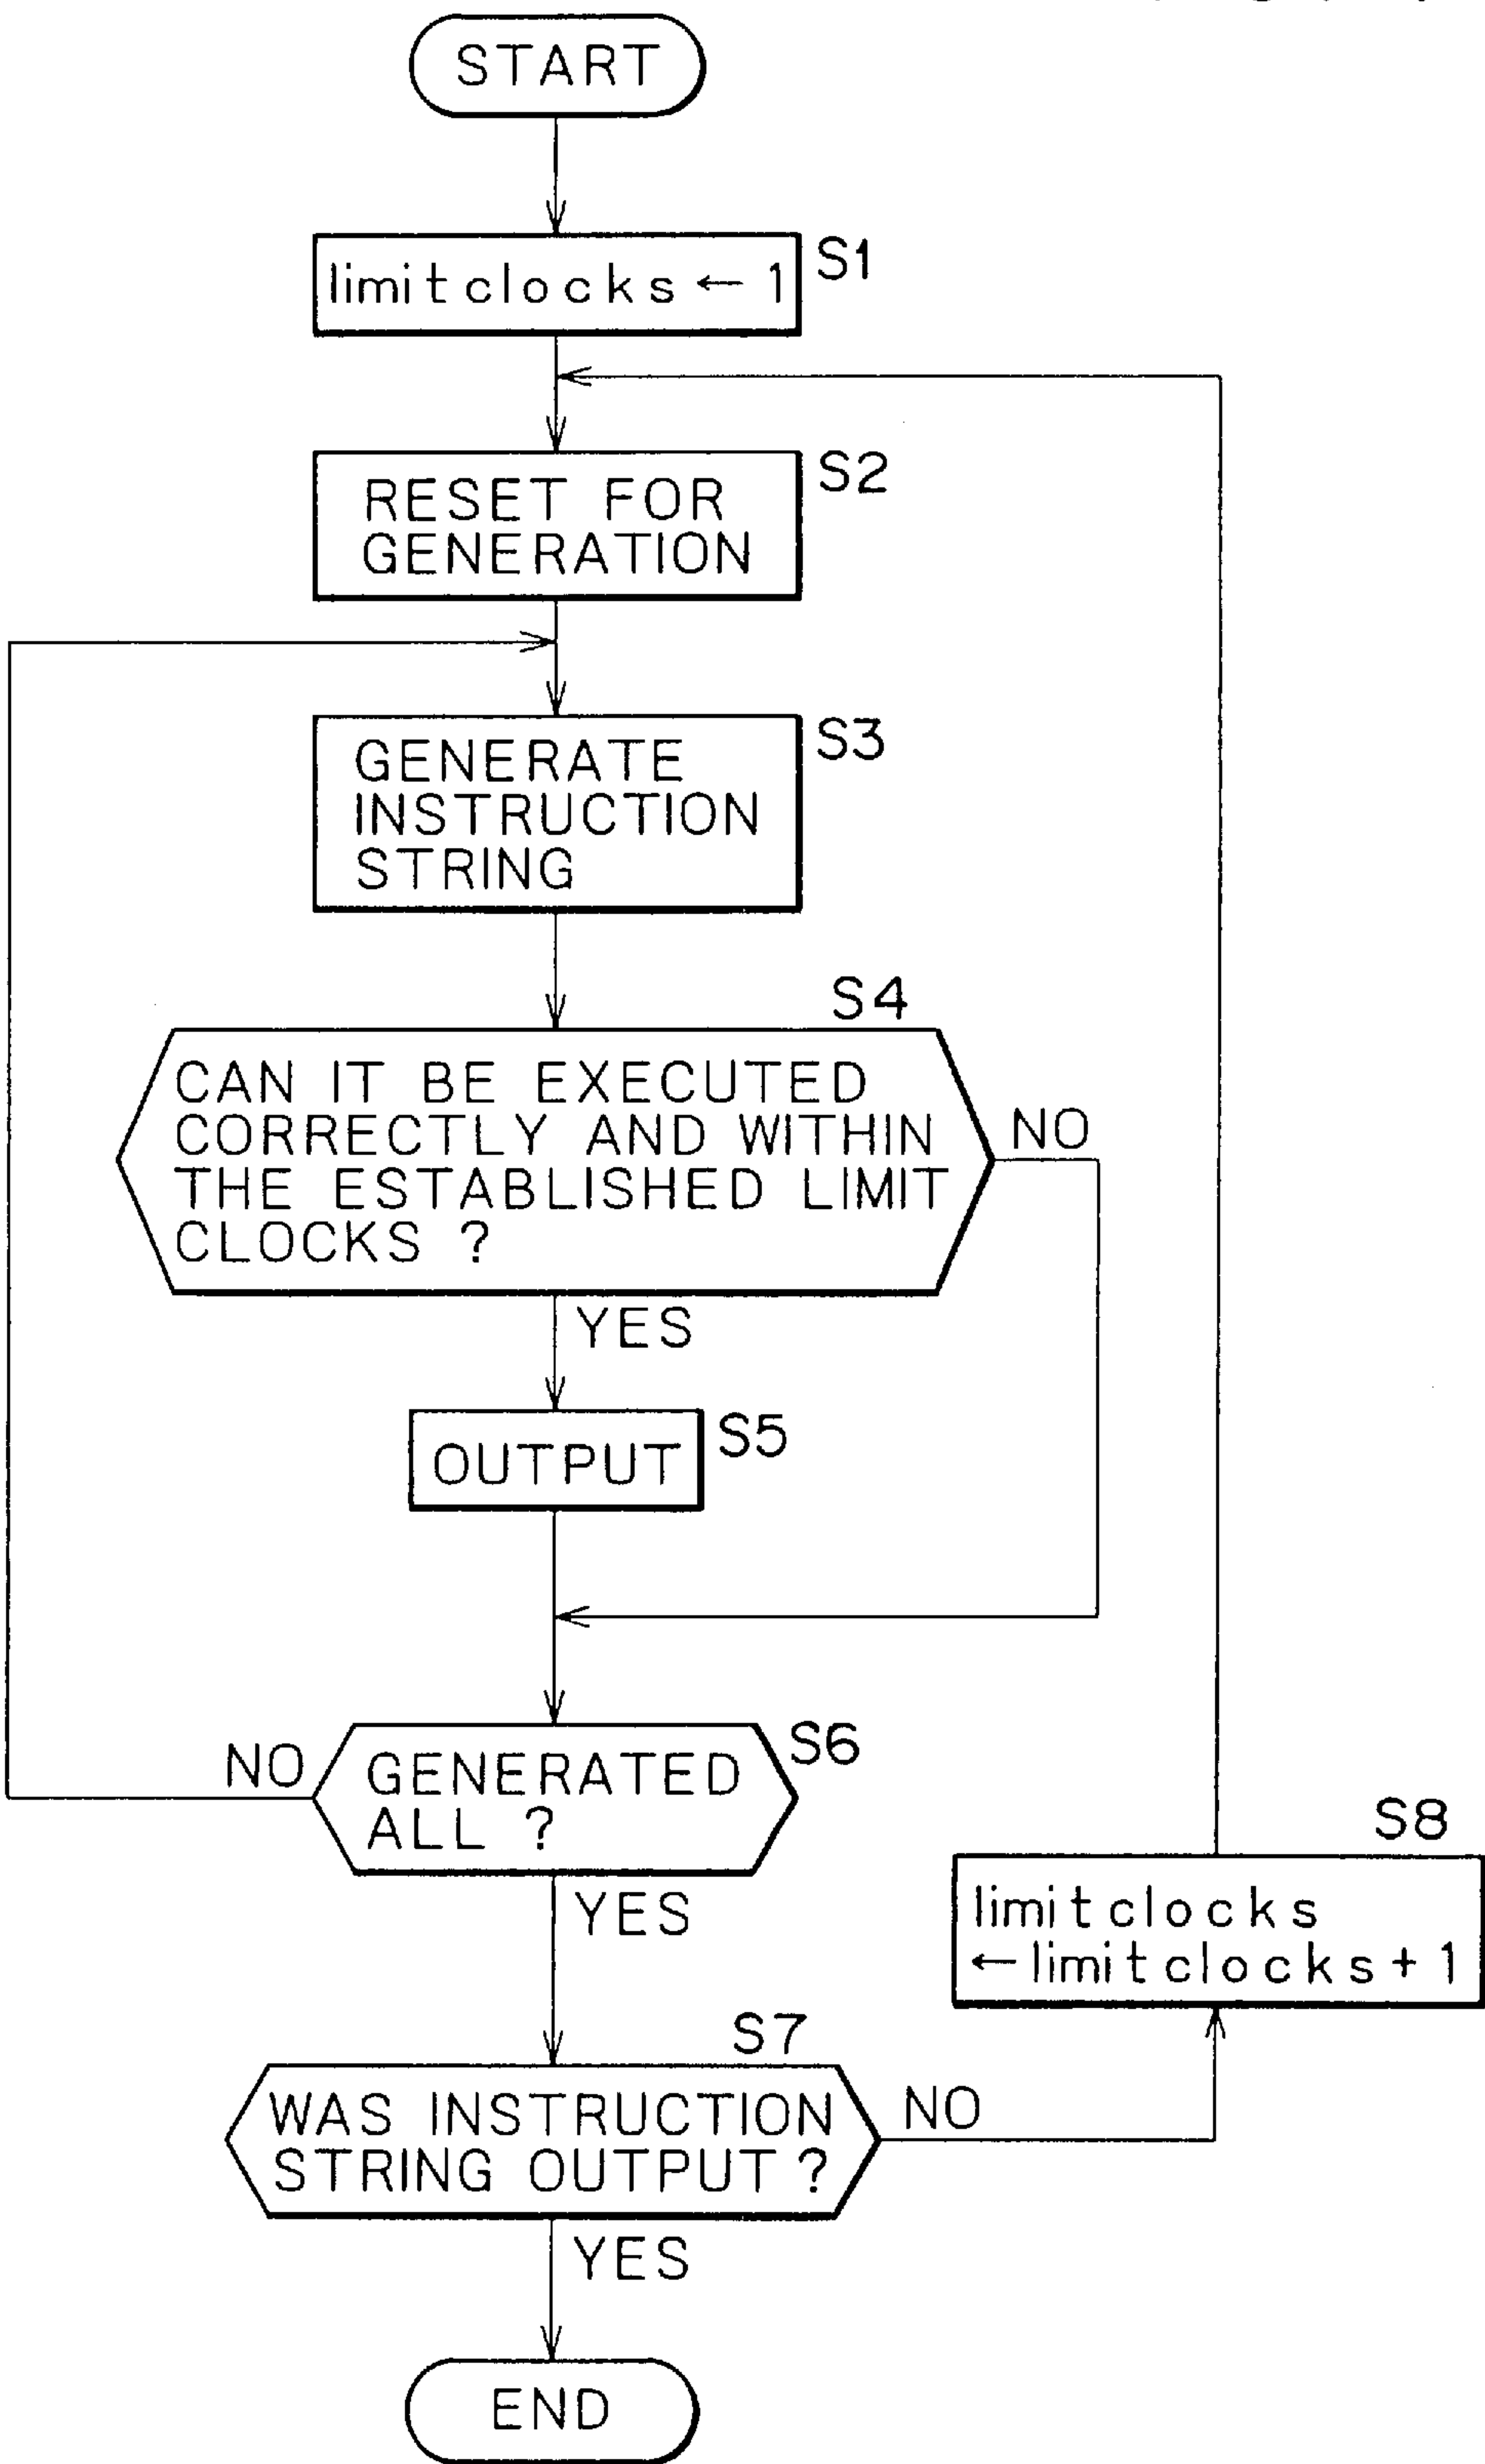 START
limitclocks ← 1
S1
RESET FOR
GENERATION
S2
GENERATE
INSTRUCTION
STRING
S3
S4
CAN IT BE EXECUTED
CORRECTLY AND WITHIN
THE ESTABLISHED LIMIT
CLOCKS ?
NO
YES
OUTPUT
S5
S6
NO
GENERATED
ALL ?
YES
S8
limitclocks
←limitclocks+1
S7
WAS INSTRUCTION
STRING OUTPUT ?
NO
YES
END